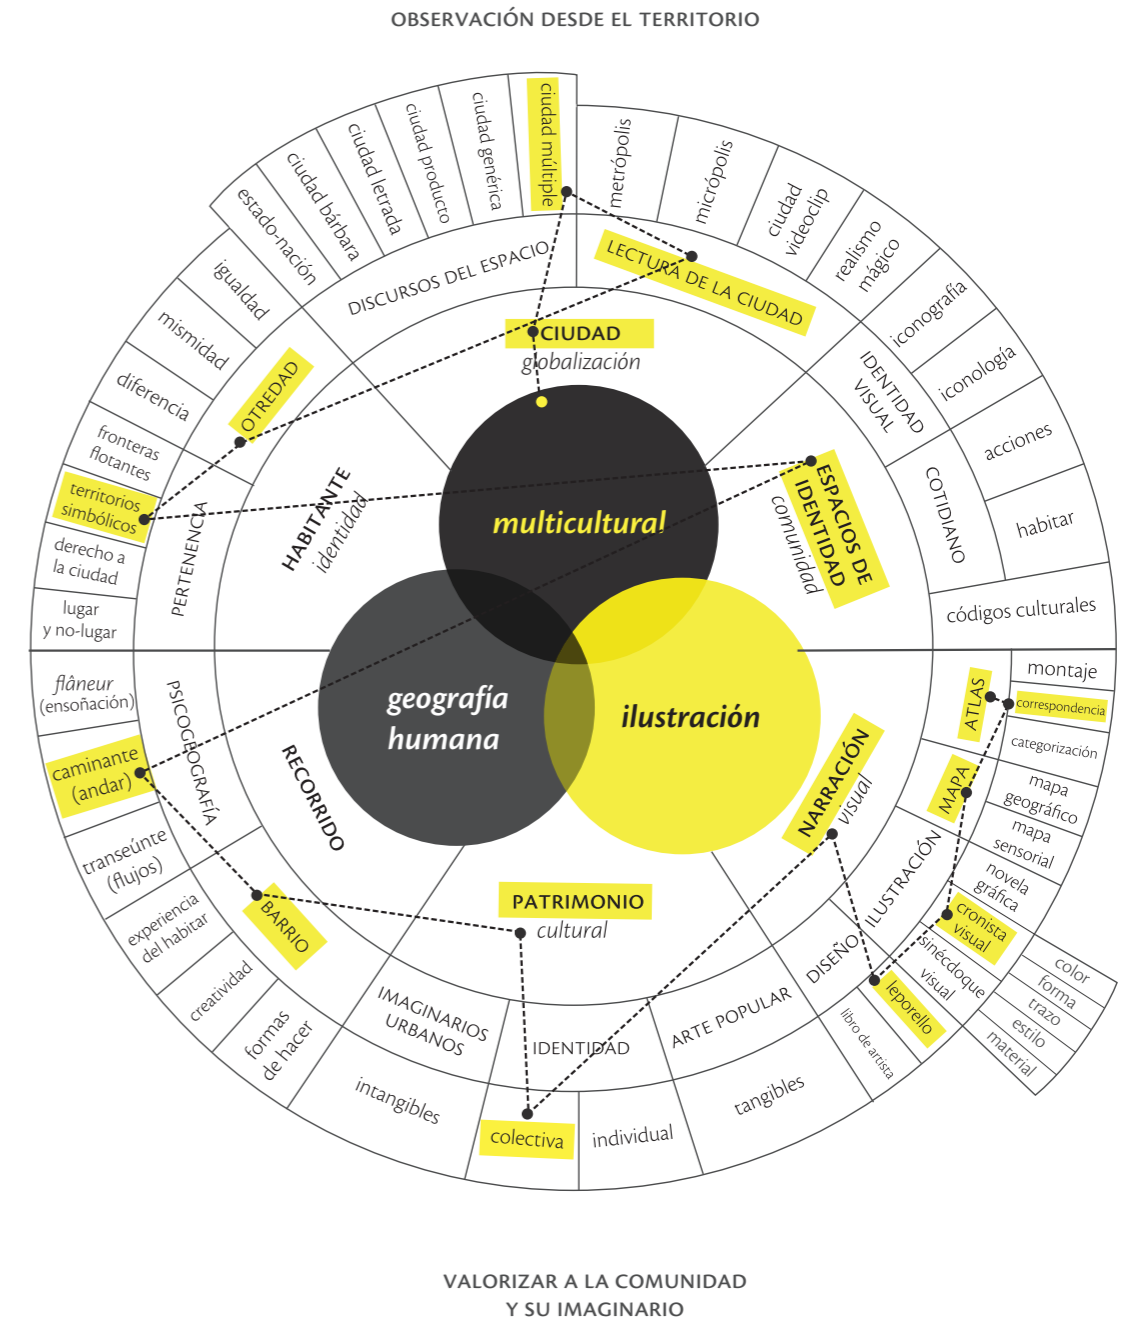 OBSERVACIÓN DESDE EL TERRITORIO
estado-nación
ciudad bárbara
ciudad letrada
ciudad producto
ciudad genérica
ciudad múltiple
metrópolis
micrópolis
ciudad
videoclip
realismo
mágico
iconografía
iconología
acciones
habitar
códigos culturales
DISCURSOS DEL ESPACIO
LECTURA DE LA CIUDAD
IDENTIDAD
VISUAL
COTIDIANO
igualdad
mismidad
diferencia
fronteras
flotantes
territorios
simbólicos
derecho a
la ciudad
lugar
y no-lugar
OTREDAD
PERTENENCIA
CIUDAD
globalización
HABITANTE
identidad
ESPACIOS DE
IDENTIDAD
comunidad
multicultural
geografía
humana
ilustración
flâneur
(ensoñación)
caminante
(andar)
transeúnte
(flujos)
experiencia
del habitar
creatividad
formas
de hacer
PSICOGEOGRAFÍA
BARRIO
RECORRIDO
PATRIMONIO
cultural
NARRACIÓN
visual
IMAGINARIOS
URBANOS
IDENTIDAD
ARTE POPULAR
DISEÑO
ILUSTRACIÓN
MAPA
ATLAS
montaje
correspondencia
categorización
mapa
geográfico
mapa
sensorial
novela
gráfica
cronista
visual
sinécdoque
visual
leporello
libro de artista
color
forma
trazo
estilo
material
intangibles
colectiva
individual
tangibles
VALORIZAR A LA COMUNIDAD
Y SU IMAGINARIO